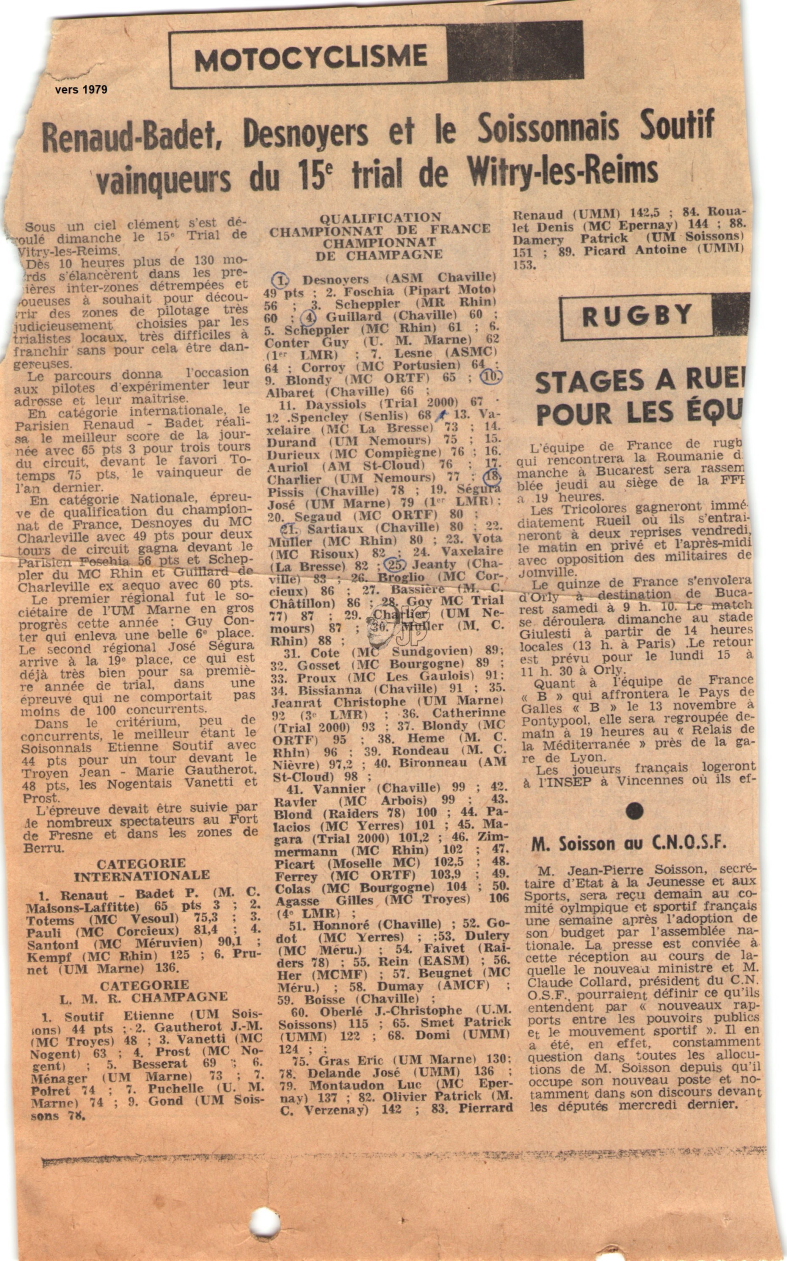 MOTOCYCLISME
vers 1979
Renaud-Badet, Desnoyers et le Soissonnais Soutif
vainqueurs du 15e trial de Witry-les-Reims
Sous un ciel clément s'est dé-
roulé dimanche le 15e Trial de
Witry-les-Reims.
Dès 10 heures plus de 130 mo-
s'élancèrent dans les pre-
inter-zones détrempées et
à souhait pour décou-
des zones de pilotage très
judicieusement choisies par les
trialistes locaux, très difficiles à
franchir sans pour cela être dan-
gereuses.
Le parcours donna l'occasion
aux pilotes d'expérimenter leur
adresse et leur maitrise.
En catégorie internationale, le
Parisien Renaud - Badet réali-
sa le meilleur score de la jour-
née avec 65 pts 3 pour trois tours
du circuit, devant le favori To-
temps 75 pts, le vainqueur de
l'an dernier.
En catégorie Nationale, épreu-
ve de qualification du champion-
nat de France, Desnoyes du MC
Charleville avec 49 pts pour deux
tours de circuit gagna devant le
Parisien Foschia 56 pts et Schep-
pler du MC Rhin et Guillard de
Charleville ex aequo avec 60 pts.
Le premier régional fut le so-
ciétaire de l'UM Marne en gros
progrès cette année : Guy Con-
ter qui enleva une belle 6e place.
Le second régional José Ségura
arrive à la 19e place, ce qui est
déjà très bien pour sa premiè-
re année de trial, dans une
épreuve qui ne comportait pas
moins de 100 concurrents.
Dans le critérium, peu de
concurrents, le meilleur étant le
Soisonnais Etienne Soutif avec
44 pts pour un tour devant le
Troyen Jean - Marie Gautherot,
48 pts, les Nogentais Vanetti et
Prost.
L'épreuve devait être suivie par
de nombreux spectateurs au Fort
de Fresne et dans les zones de
Berru.
CATEGORIE
INTERNATIONALE
1. Renaut - Badet P. (M. C.
Maisons-Laffitte) 65 pts 3 ; 2.
Totems (MC Vesoul) 75,3 ; 3.
Pauli (MC Corcieux) 81,4 ; 4.
Santoni (MC Méruvien) 90,1 ;
Kempf (MC Rhin) 125 ; 6. Pru-
net (UM Marne) 136.
CATEGORIE
L. M. R. CHAMPAGNE
1. Soutif Etienne (UM Sois-
sons) 44 pts ; 2. Gautherot J.-M.
(MC Troyes) 48 ; 3. Vanetti (MC
Nogent) 63 ; 4. Prost (MC No-
gent) ; 5. Besserat 69 ; 6.
Ménager (UM Marne) 73 ; 7.
Polret 74 ; 7. Puchelle (U. M.
Marne) 74 ; 9. Gond (UM Sois-
sons 78.
QUALIFICATION
CHAMPIONNAT DE FRANCE
CHAMPIONNAT
DE CHAMPAGNE
1. Desnoyers (ASM Chaville)
49 pts ; 2. Foschia (Pipart Moto)
56 ; 3. Scheppler (MR Rhin)
60 ; 4. Guillard (Chaville) 60 ;
5. Scheppler (MC Rhin) 61 ; 6.
Conter Guy (U. M. Marne) 62
(1er LMR) ; 7. Lesne (ASMC)
64 ; Corroy (MC Portusien) 64 ;
9. Blondy (MC ORTF) 65 ; 10.
Albaret (MC Chaville) 66 ;
11. Dayssiols (Trial 2000) 67 -
12 .Spencley (Senlis) 68 ; 13. Va-
xelaire (MC La Bresse) 73 ; 14.
Durand (UM Nemours) 75 ; 15.
Durieux (MC Compiègne) 76 ; 16.
Auriol (AM St-Cloud) 76 ; 17.
Charlier (UM Nemours) 77 ; 18.
Pissis (Chaville) 78 ; 19. Ségura
José (UM Marne) 79 (1er LMR) ;
20. Segaud (MC ORTF) 80 ;
21. Sartiaux (Chaville) 80 ; 22.
Müller (MC Rhin) 80 ; 23. Vota
(MC Risoux) 82 ; 24. Vaxelaire
(La Bresse) 82 ; 25 Jeanty (Cha-
ville) 83 ; 26. Broglio (MC Cor-
cieux) 86 ; 27. Bassière (M. C.
Châtillon) 86 ; 28. Goy MC Trial
77) 87 ; 29. Charlier (UM Ne-
mours) 87 ; 30. Müller (M. C.
Rhin) 88 ;
31. Cote (MC Sundgovien) 89;
32. Gosset (MC Bourgogne) 89 ;
33. Proux (MC Les Gaulois) 91;
34. Bissianna (Chaville) 91 ; 35.
Jeanrat Christophe (UM Marne)
92 (3e LMR) ; 36. Catherinne
(Trial 2000) 93 ; 37. Blondy (MC
ORTF) 95 ; 38. Heme (M. C.
Rhin) 96 ; 39. Rondeau (M. C.
Nièvre) 97,2 ; 40. Bironneau (AM
St-Cloud) 98 ;
41. Vannier (Chaville) 99 ; 42.
Ravier (MC Arbois) 99 ; 43.
Blond (Raiders 78) 100 ; 44. Pa-
lacios (MC Yerres) 101 ; 45. Ma-
gara (Trial 2000) 101,2 ; 46. Zim-
mermann (MC Rhin) 102 ; 47.
Picart (Moselle MC) 102,5 ; 48.
Ferrey (MC ORTF) 103,9 ; 49.
Colas (MC Bourgogne) 104 ; 50.
Agasse Gilles (MC Troyes) 106
(4e LMR) ;
51. Honnoré (Chaville) ; 52. Go-
dot (MC Yerres) ; ;53. Dulery
(MC Méru.) ; 54. Faivet (Rai-
ders 78) ; 55. Rein (EASM) ; 56.
Her (MCMF) ; 57. Beugnet (MC
Méru.) ; 58. Dumay (AMCF) ;
59. Boisse (Chaville) ;
60. Oberlé J.-Christophe (U.M.
Soissons) 115 ; 65. Smet Patrick
(UMM) 122 ; 68. Domi (UMM)
124 ; ;
75. Gras Eric (UM Marne) 130;
78. Delande José (UMM) 136 ;
79. Montaudon Luc (MC Eper-
nay) 137 ; 82. Olivier Patrick (M.
C. Verzenay) 142 ; 83. Pierrard
Renaud (UMM) 142,5 ; 84. Roua-
let Denis (MC Epernay) 144 ; 88.
Damery Patrick (UM Soissons)
151 ; 89. Picard Antoine (UMM)
153.
RUGBY
STAGES A RUEI
POUR LES ÉQU
L'équipe de France de rugb
qui rencontrera la Roumanie d
manche à Bucarest sera rassem
blée jeudi au siège de la FFR
à 19 heures.
Les Tricolores gagneront immé-
diatement Rueil où ils s'entraî-
neront à deux reprises vendredi,
le matin en privé et l'après-midi
avec opposition des militaires de
Joinville.
Le quinze de France s'envolera
d'Orly à destination de Buca-
rest samedi à 9 h. 10. Le match
se déroulera dimanche au stade
Giulesti à partir de 14 heures
locales (13 h. à Paris) .Le retour
est prévu pour le lundi 15 à
11 h. 30 à Orly.
Quant à l'équipe de France
« B » qui affrontera le Pays de
Galles « B » le 13 novembre à
Pontypool, elle sera regroupée de-
main à 19 heures au « Relais de
la Méditerranée » près de la ga-
re de Lyon.
Les joueurs français logeront
à l'INSEP à Vincennes où ils ef-
M. Soisson au C.N.O.S.F.
M. Jean-Pierre Soisson, secré-
taire d'Etat à la Jeunesse et aux
Sports, sera reçu demain au co-
mité oylmpique et sportif français
une semaine après l'adoption de
son budget par l'assemblée na-
tionale. La presse est conviée à
cette réception au cours de la-
quelle le nouveau ministre et M.
Claude Collard, président du C.N.
O.S.F., pourraient définir ce qu'ils
entendent par « nouveaux rap-
ports entre les pouvoirs publics
et le mouvement sportif ». Il en
a été, en effet, constamment
question dans toutes les allocu-
tions de M. Soisson depuis qu'il
occupe son nouveau poste et no-
tamment dans son discours devant
les députés mercredi dernier.